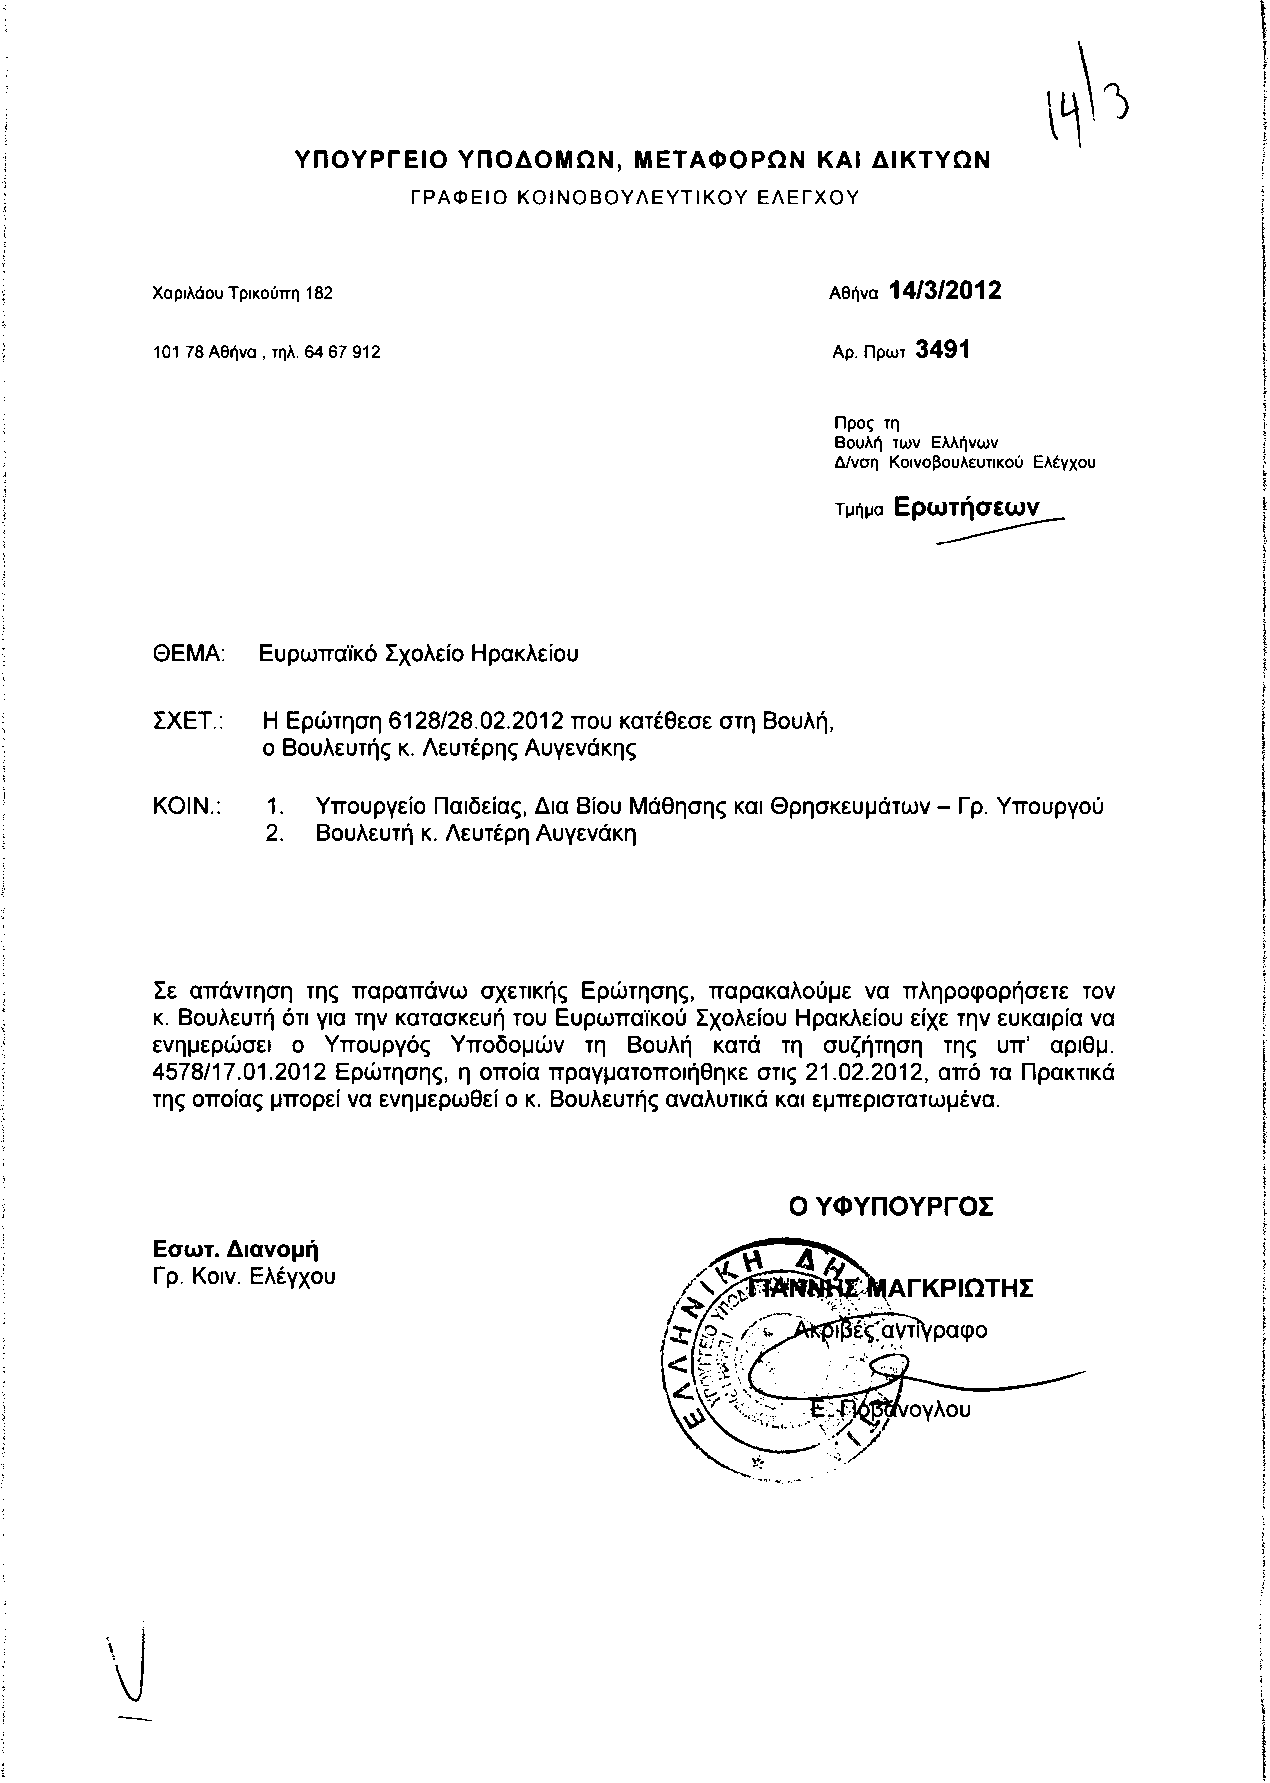 14/3
ΥΠΟΥΡΓΕΙΟ ΥΠΟΔΟΜΩΝ, ΜΕΤΑΦΟΡΩΝ ΚΑΙ ΔΙΚΤΥΩΝ
ΓΡΑΦΕΙΟ ΚΟΙΝΟΒΟΥΛΕΥΤΙΚΟΥ ΕΛΕΓΧΟΥ
Χαριλάου Τρικούπη 182
Αθήνα 14/3/2012
101 78 Αθήνα , τηλ. 64 67 912
Αρ. Πρωτ 3491
Προς τη
Βουλή των Ελλήνων
Δ/νση Κοινοβουλευτικού Ελέγχου
Τμήμα Ερωτήσεων
ΘΕΜΑ: Ευρωπαϊκό Σχολείο Ηρακλείου
ΣΧΕΤ.: Η Ερώτηση 6128/28.02.2012 που κατέθεσε στη Βουλή,
ο Βουλευτής κ. Λευτέρης Αυγενάκης
ΚΟΙΝ.: 1. Υπουργείο Παιδείας, Δια Βίου Μάθησης και Θρησκευμάτων – Γρ. Υπουργού
2. Βουλευτή κ. Λευτέρη Αυγενάκη
Σε απάντηση της παραπάνω σχετικής Ερώτησης, παρακαλούμε να πληροφορήσετε τον
κ. Βουλευτή ότι για την κατασκευή του Ευρωπαϊκού Σχολείου Ηρακλείου είχε την ευκαιρία να
ενημερώσει ο Υπουργός Υποδομών τη Βουλή κατά τη συζήτηση της υπ' αριθμ.
4578/17.01.2012 Ερώτησης, η οποία πραγματοποιήθηκε στις 21.02.2012, από τα Πρακτικά
της οποίας μπορεί να ενημερωθεί ο κ. Βουλευτής αναλυτικά και εμπεριστατωμένα.
Ο ΥΦΥΠΟΥΡΓΟΣ
Εσωτ. Διανομή
Γρ. Κοιν. Ελέγχου
ΓΙΑΝΝΗΣ ΜΑΓΚΡΙΩΤΗΣ
Ακριβές αντίγραφο
ΕΛΛΗΝΙΚΗ